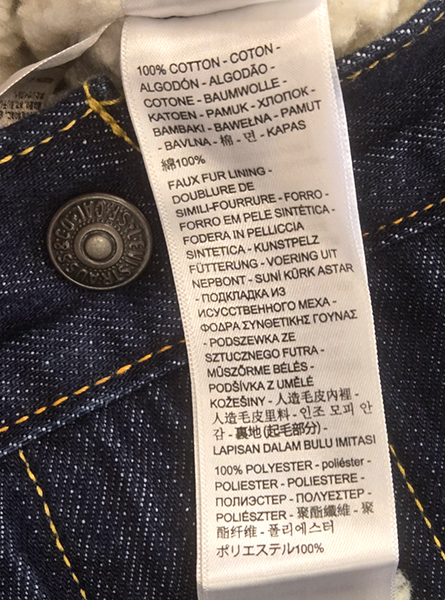 100% COTTON - COTON -
ALGODÓN - ALGODÃO -
COTONE - BAUMWOLLE -
KATOEN - PAMUK - ХЛОПОК -
BAMBAKI - BAWEŁNA - PAMUT
- BAVLNA - 棉 - 면 - KAPAS
綿100%
FAUX FUR LINING -
DOUBLURE DE
SIMILI-FOURRURE - FORRO -
FORRO EM PELE SINTÉTICA -
FODERA IN PELLICCIA
SINTETICA - KUNSTPELZ
FÜTTERUNG - VOERING UIT
NEPBONT - SUNİ KÜRK ASTAR
- ПОДКЛАДКА ИЗ
ИСУССТВЕННОГО МЕХА -
ΦΟΔΡΑ ΣΥΝΘΕΤΙΚΗΣ ΓΟΥΝΑΣ
- PODSZEWKA ZE
SZTUCZNEGO FUTRA -
MŰSZŐRME BÉLÉS -
PODŠÍVKA Z UMĚLÉ
KOŽEŠINY - 人造毛皮內裡 -
人造毛皮里料 - 인조 모피 안
감 - 裏地 (起毛部分) -
LAPISAN DALAM BULU IMITASI
100% POLYESTER - poliéster -
POLIESTER - POLIESTERE -
ПОЛИЭСТЕР - ΠΟΛΥΕΣΤΕΡ -
POLIÉSZTER - 聚酯纖維 - 聚
酯纤维 - 폴리에스터
ポリエステル100%